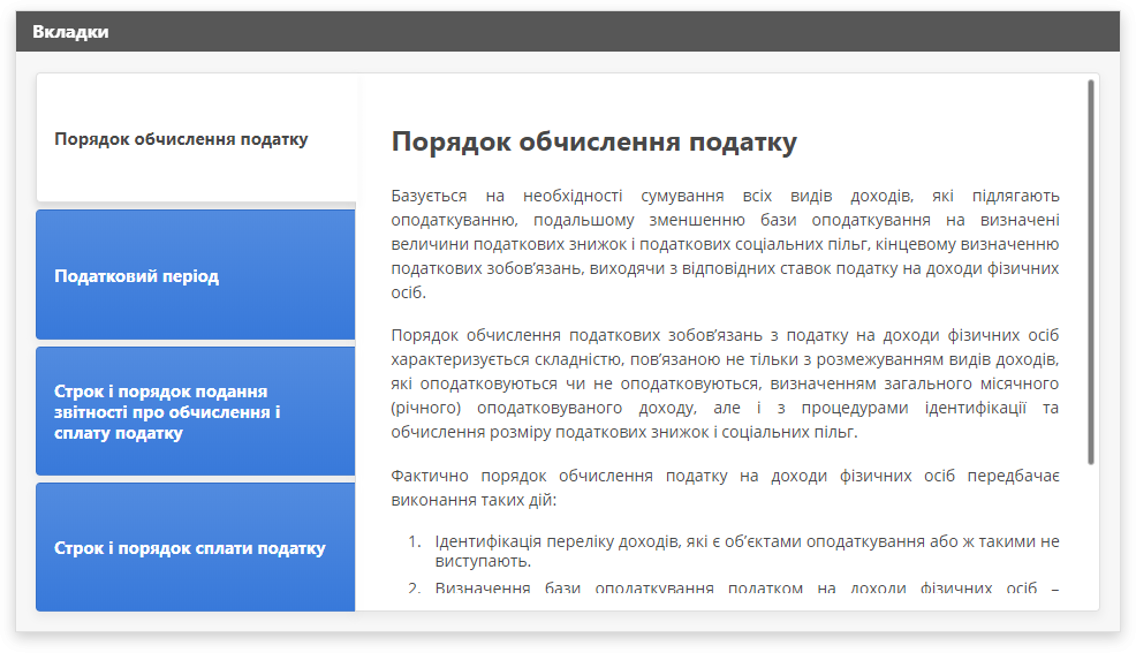 Вкладки
Порядок обчислення податку
Податковий період
Строк і порядок подання
звітності про обчислення і
сплату податку
Строк і порядок сплати податку
Порядок обчислення податку
Базується на необхідності сумування всіх видів доходів, які підлягають
оподаткуванню, подальшому зменшенню бази оподаткування на визначені
величини податкових знижок і податкових соціальних пільг, кінцевому визначенню
податкових зобов’язань, виходячи з відповідних ставок податку на доходи фізичних
осіб.
Порядок обчислення податкових зобов’язань з податку на доходи фізичних осіб
характеризується складністю, пов’язаною не тільки з розмежуванням видів доходів,
які оподатковуються чи не оподатковуються, визначенням загального місячного
(річного) оподатковуваного доходу, але і з процедурами ідентифікації та
обчислення розміру податкових знижок і соціальних пільг.
Фактично порядок обчислення податку на доходи фізичних осіб передбачає
виконання таких дій:
1. Ідентифікація переліку доходів, які є об’єктами оподаткування або ж такими не
виступають.
2. Визначення бази оподаткування податком на доходи фізичних осіб –